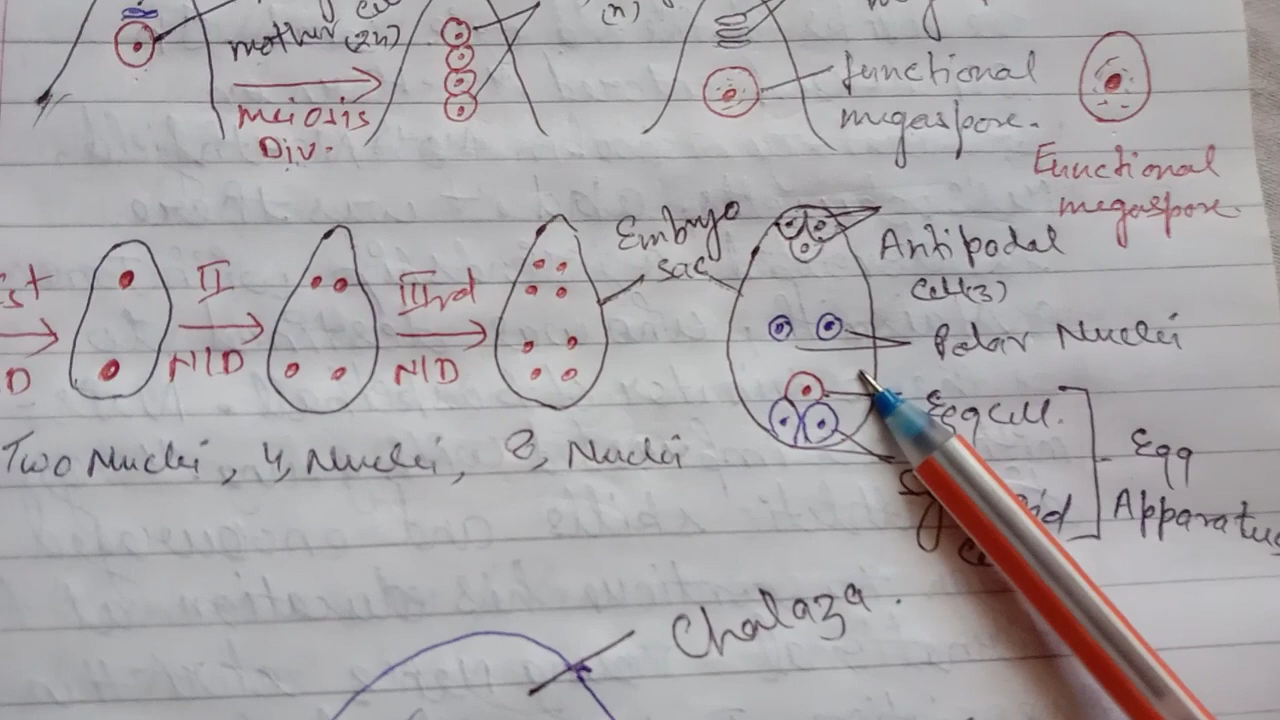 mother (2n)
(n)
meiosis
Div.
functional
megaspore.
Functional
megaspore.
st
D
II
N/D
IIIrd
N/D
Embryo
sac
Antipodal
Cell(3)
Polar Nuclei
Egg Cell.
Egg
Apparatus
Two Nuclei, 4, Nuclei, 8, Nuclei
Chalaza.